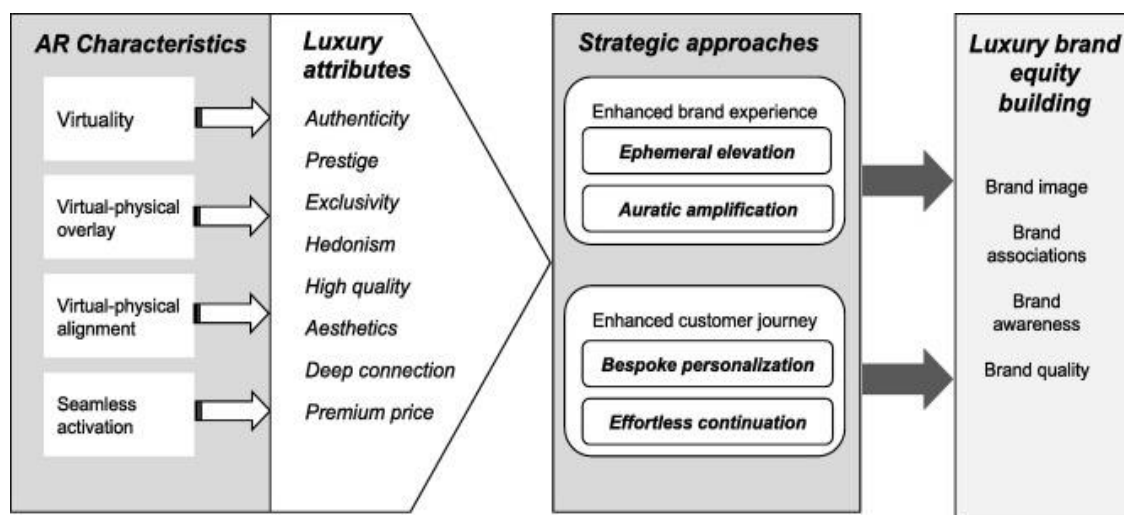 AR Characteristics
Virtuality
Virtual-physical
overlay
Virtual-physical
alignment
Seamless
activation
Luxury
attributes
Authenticity
Prestige
Exclusivity
Hedonism
High quality
Aesthetics
Deep connection
Premium price
Strategic approaches
Enhanced brand experience
Ephemeral elevation
Auratic amplification
Enhanced customer journey
Bespoke personalization
Effortless continuation
Luxury brand
equity
building
Brand image
Brand
associations
Brand
awareness
Brand quality